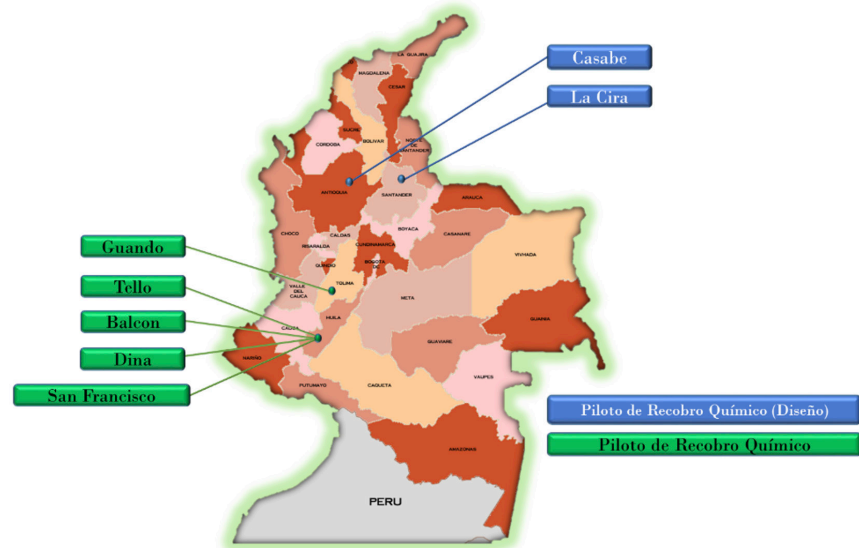 LA GUAJIRA
MAGDALENA
CESAR
Casabe
La Cira
SUCRE
BOLIVAR
NORTE
DE
SANTANDER
CORDOBA
ANTIOQUIA
SANTANDER
ARAUCA
CHOCO
CALDAS
BOYACA
CASANARE
RISARALDA
CUNDINAMARCA
Guando
QUINDIO
BOGOTA
DC
VICHADA
TOLIMA
VALLE
DEL
CAUCA
META
Tello
GUAINIA
HUILA
Balcon
CAUCA
GUAVIARE
Dina
NARIÑO
San Francisco
PUTUMAYO
CAQUETA
VAUPES
Piloto de Recobro Químico (Diseño)
Piloto de Recobro Químico
AMAZONAS
PERU